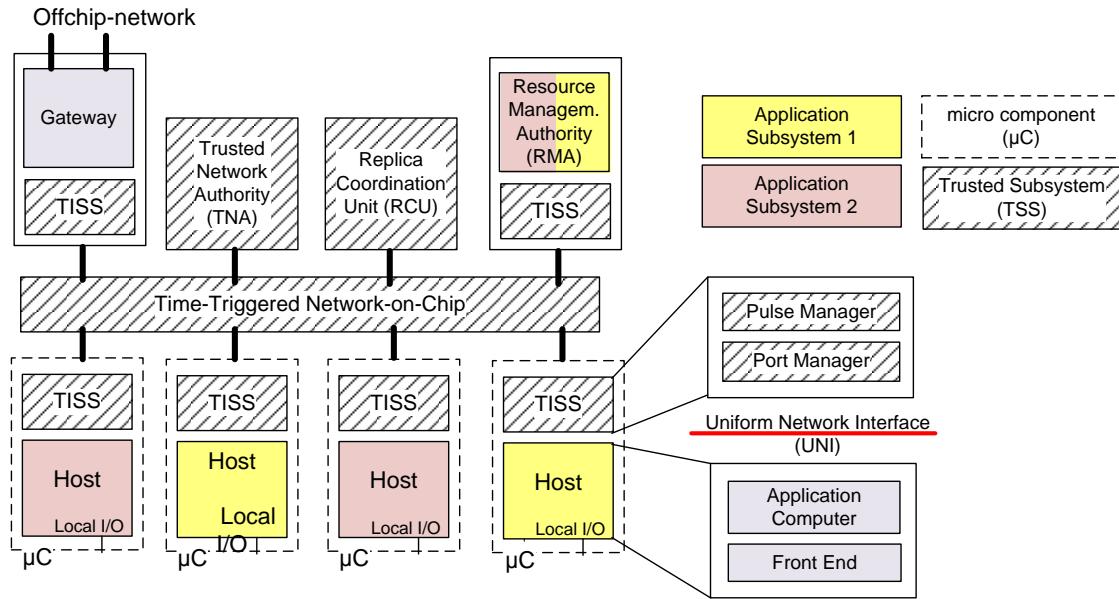 Offchip-network
Gateway
TISS
Trusted
Network
Authority
(TNA)
Replica
Coordination
Unit (RCU)
Resource
Managem.
Authority
(RMA)
TISS
Application
Subsystem 1
micro component
(µC)
Application
Subsystem 2
Trusted Subsystem
(TSS)
Time-Triggered Network-on-Chip
TISS
Host
Local I/O
µC
TISS
Host
Local
I/O
µC
TISS
Host
Local I/O
µC
TISS
Host
Local I/O
µC
Pulse Manager
Port Manager
Uniform Network Interface
(UNI)
Application
Computer
Front End